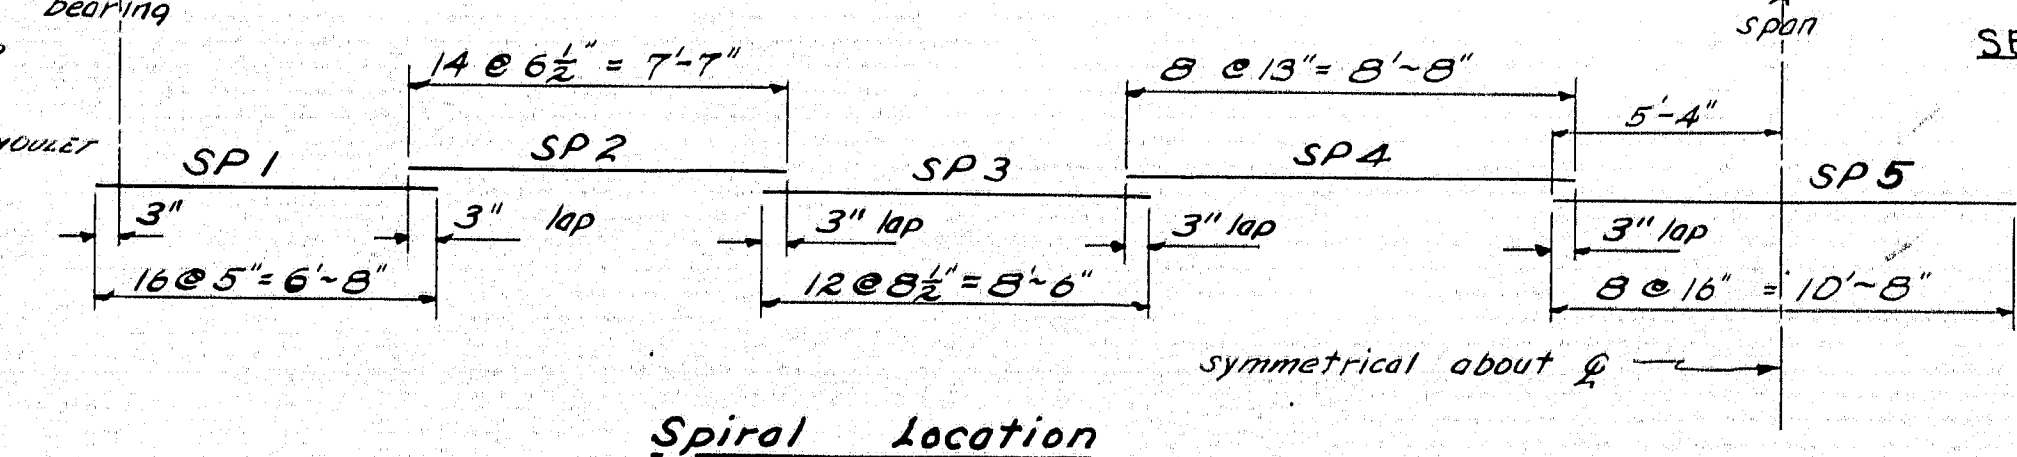 bearing
span
14 @ 6½" = 7'-7"
8 @ 13" = 8'~8"
5'-4"
SP 1
SP 2
SP 3
SP 4
SP 5
3"
3" lap
3" lap
3" lap
3" lap
16 @ 5" = 6'~8"
12 @ 8½" = 8'~6"
8 @ 16" = 10'~8"
symmetrical about ℄
Spiral Location